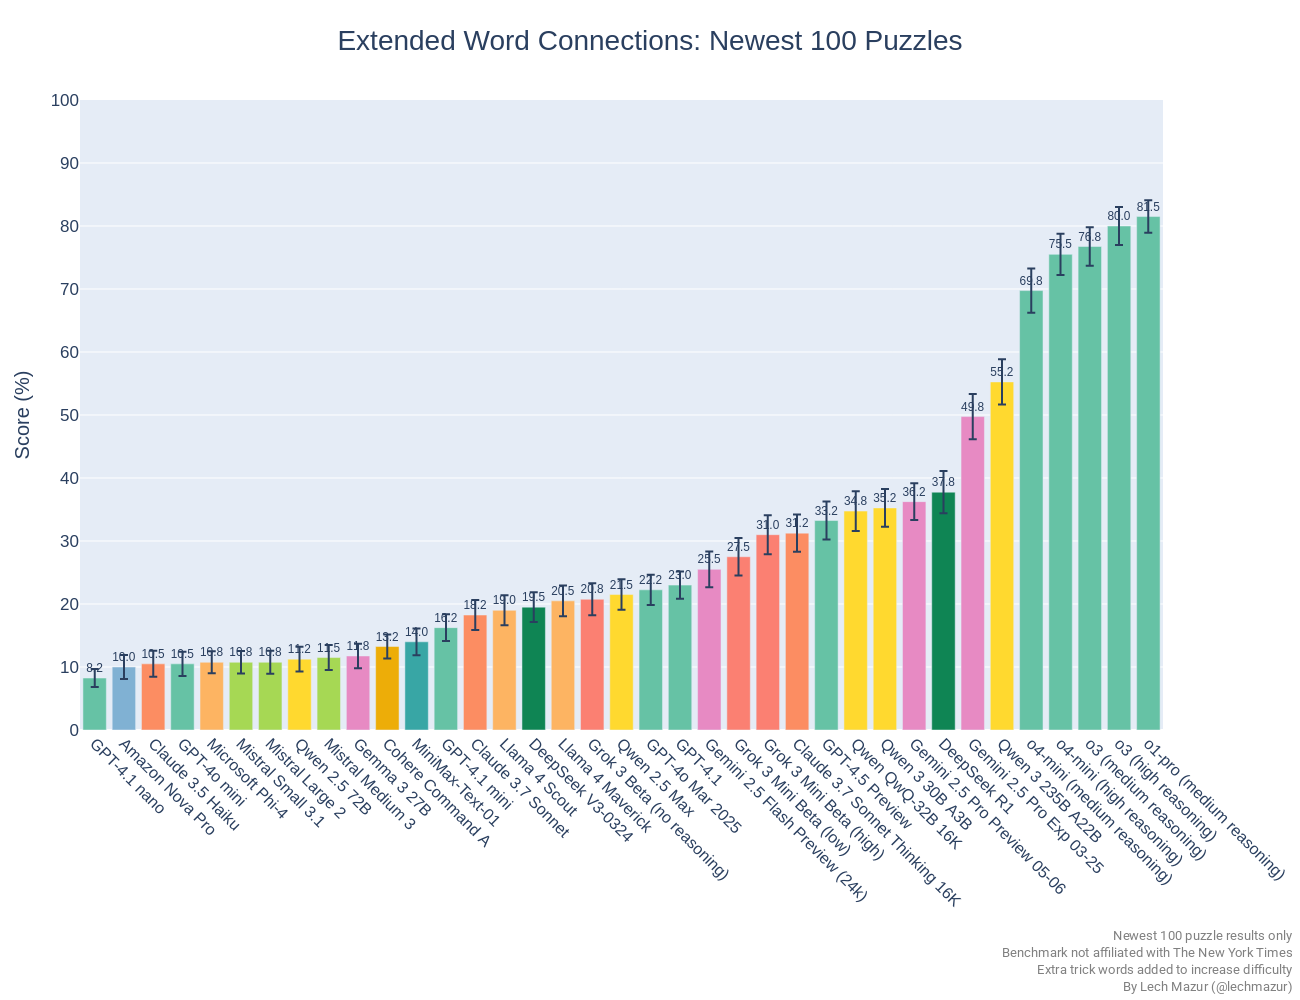 Extended Word Connections: Newest 100 Puzzles
Score (%)
100
90
80
70
60
50
40
30
20
10
0
8.2
10.0
10.5
10.5
10.8
10.8
10.8
11.2
11.5
11.8
13.2
14.0
16.2
18.2
19.0
19.5
20.5
20.8
21.5
22.2
23.0
25.5
27.5
31.0
31.2
33.2
34.8
35.2
36.2
37.8
49.8
55.2
69.8
75.5
76.8
80.0
81.5
GPT-4.1 nano
Amazon Nova Pro
Claude 3.5 Haiku
GPT-4o mini
Microsoft Phi-4
Mistral Small 3.1
Mistral Large 2
Qwen 2.5 72B
Mistral Medium 3
Gemma 3 27B
Cohere Command A
MiniMax-Text-01
GPT-4.1 mini
Claude 3.7 Sonnet
Llama 4 Scout
DeepSeek V3-0324
Llama 4 Maverick
Grok 3 Beta (no reasoning)
Qwen 2.5 Max
GPT-4o Mar 2025
GPT-4.1
Gemini 2.5 Flash Preview (24k)
Grok 3 Mini Beta (low)
Grok 3 Mini Beta (high)
Claude 3.7 Sonnet Thinking 16K
GPT-4.5 Preview
Qwen QwQ-32B 16K
Qwen 3 30B A3B
Gemini 2.5 Pro Preview 05-06
DeepSeek R1
Gemini 2.5 Pro Exp 03-25
Qwen 3 235B A22B
o4-mini (medium reasoning)
o4-mini (high reasoning)
o3 (medium reasoning)
o3 (high reasoning)
o1-pro (medium reasoning)
Newest 100 puzzle results only
Benchmark not affiliated with The New York Times
Extra trick words added to increase difficulty
By Lech Mazur (@lechmazur)